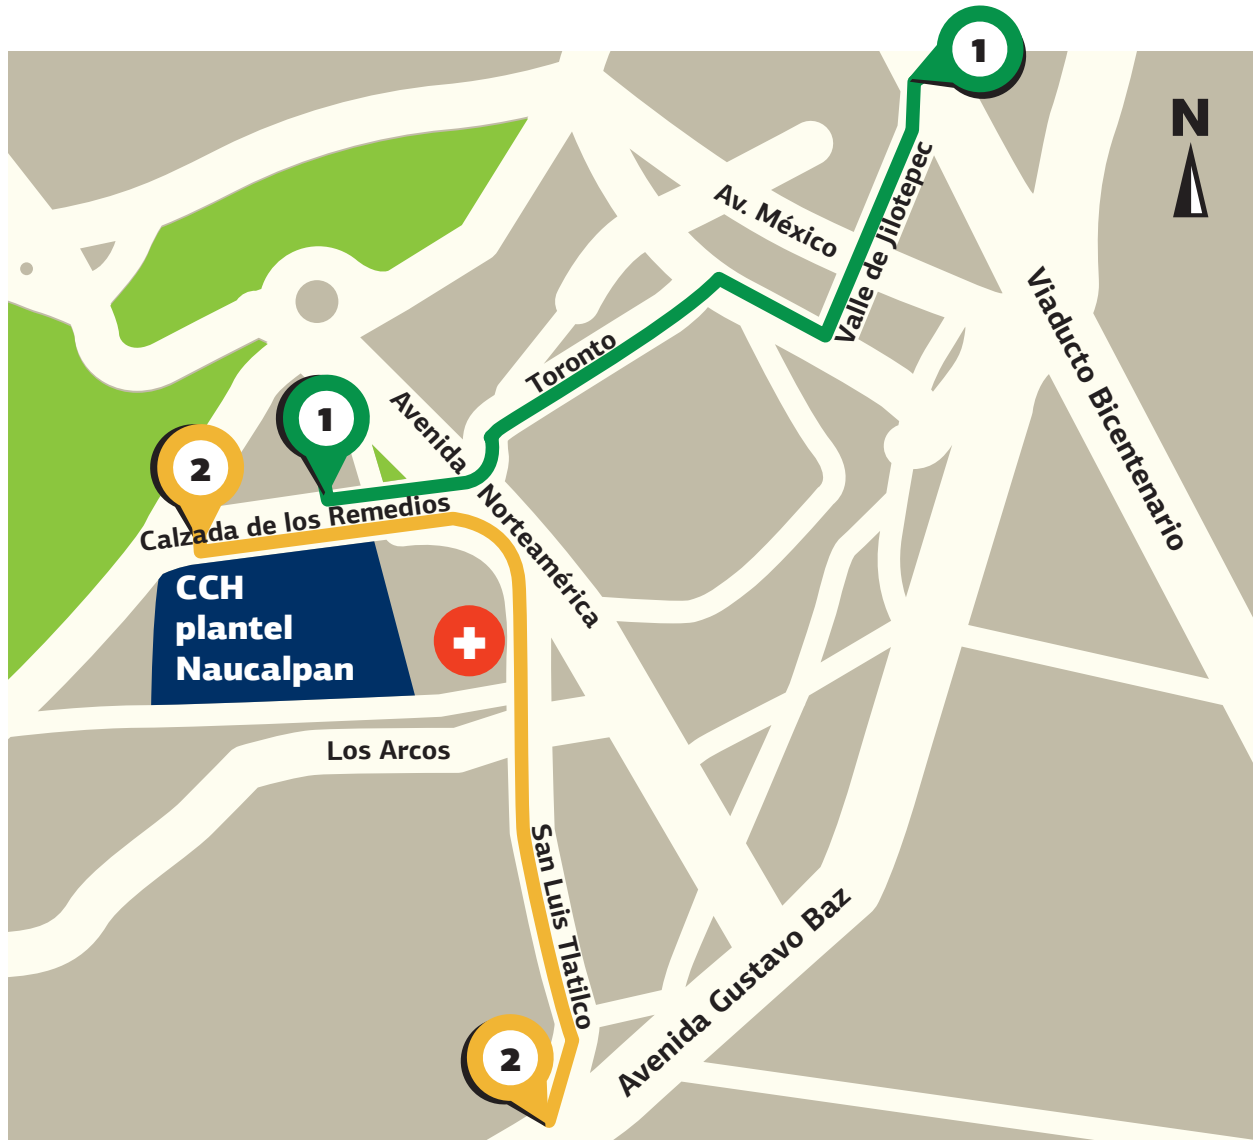 1
N
Av. México
Valle de Jilotepec
Viaducto Bicentenario
Toronto
Avenida
Norteamérica
1
2
Calzada de los Remedios
CCH
plantel
Naucalpan
Los Arcos
San Luis Tlatilco
Avenida Gustavo Baz
2